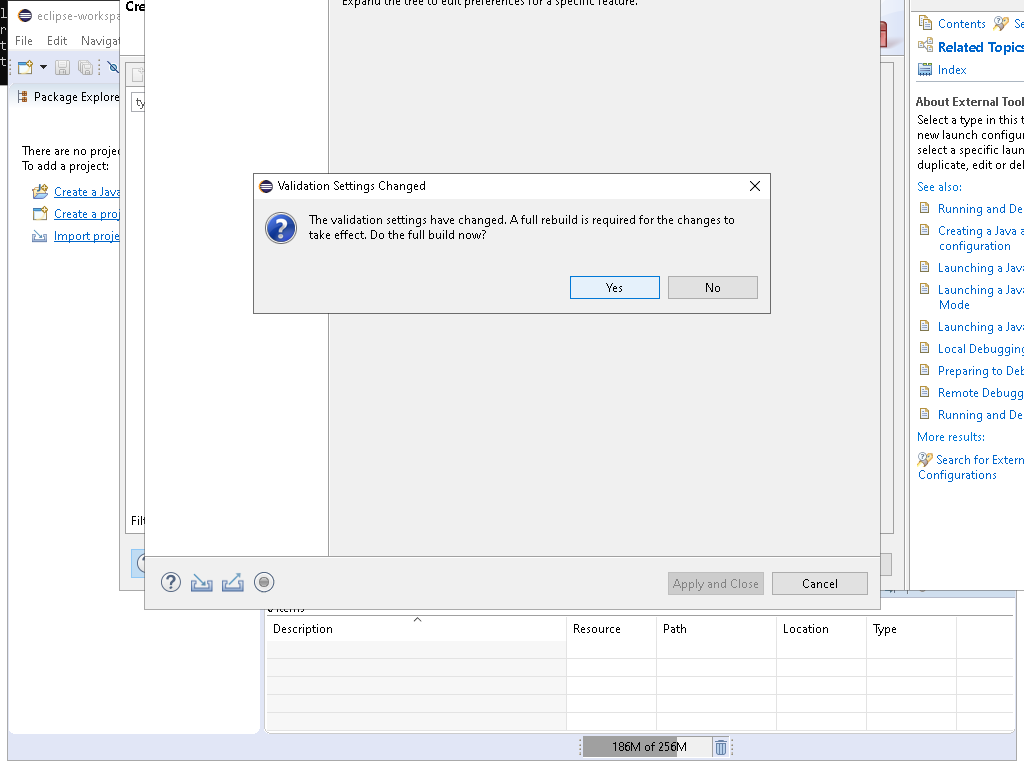 eclipse-workspa
Cre
File Edit Navigat
Package Explore
There are no projec
To add a project:
Create a Java
Create a proj
Import proje
ty
Filt
Expand the tree to edit preferences for a specific feature.
Validation Settings Changed
The validation settings have changed. A full rebuild is required for the changes to
take effect. Do the full build now?
Yes No
Apply and Close Cancel
Contents Se
Related Topics
Index
About External Tool
Select a type in this t
new launch configur
select a specific laun
duplicate, edit or del
See also:
Running and De
Creating a Java a
configuration
Launching a Java
Launching a Java
Mode
Launching a Java
Local Debugging
Preparing to Deb
Remote Debugg
Running and De
More results:
Search for Extern
Configurations
0 items
Description Resource Path Location Type
186M of 256M